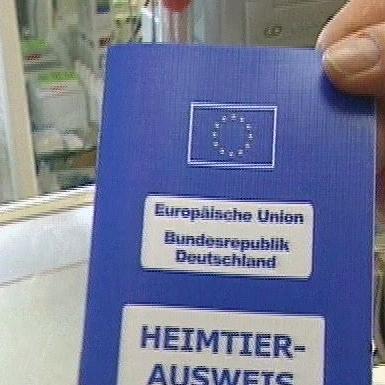 Europäische Union
Bundesrepublik
Deutschland
HEIMTIER-
AUSWEIS